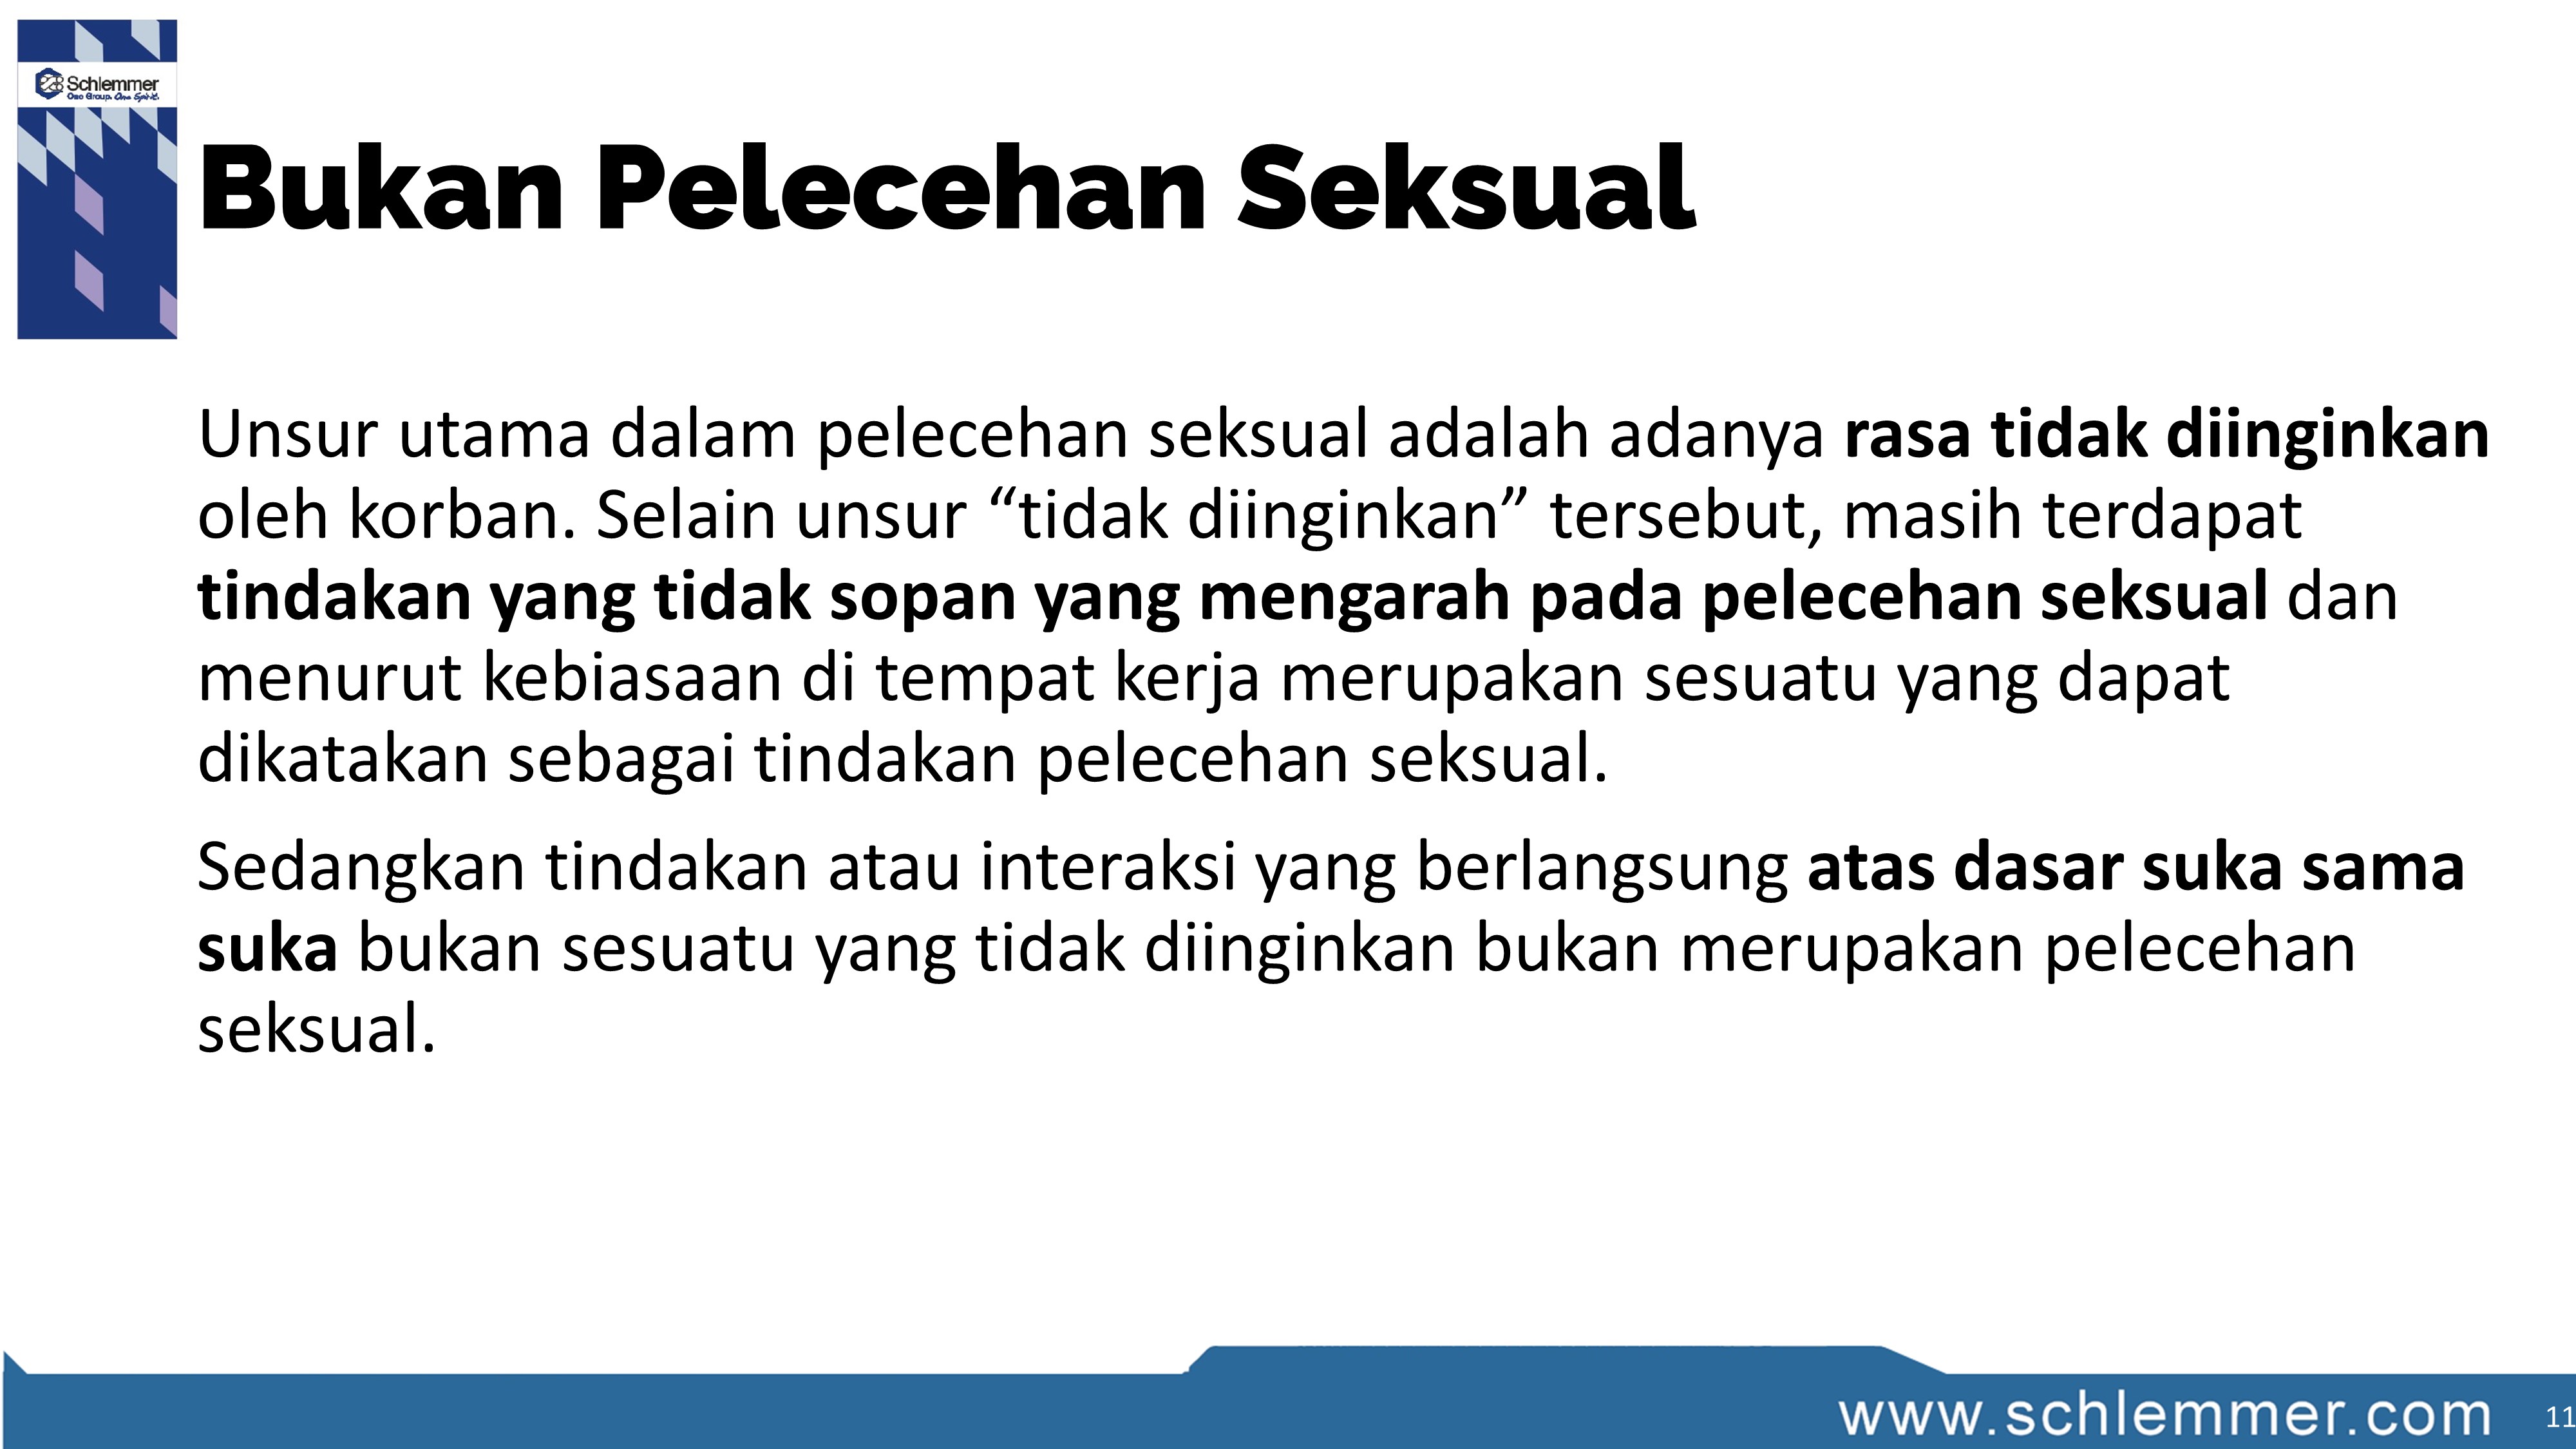 Schlemmer
One Group. One Spirit.
Bukan Pelecehan Seksual
Unsur utama dalam pelecehan seksual adalah adanya rasa tidak diinginkan
oleh korban. Selain unsur “tidak diinginkan” tersebut, masih terdapat
tindakan yang tidak sopan yang mengarah pada pelecehan seksual dan
menurut kebiasaan di tempat kerja merupakan sesuatu yang dapat
dikatakan sebagai tindakan pelecehan seksual.
Sedangkan tindakan atau interaksi yang berlangsung atas dasar suka sama
suka bukan sesuatu yang tidak diinginkan bukan merupakan pelecehan
seksual.
www.schlemmer.com
11